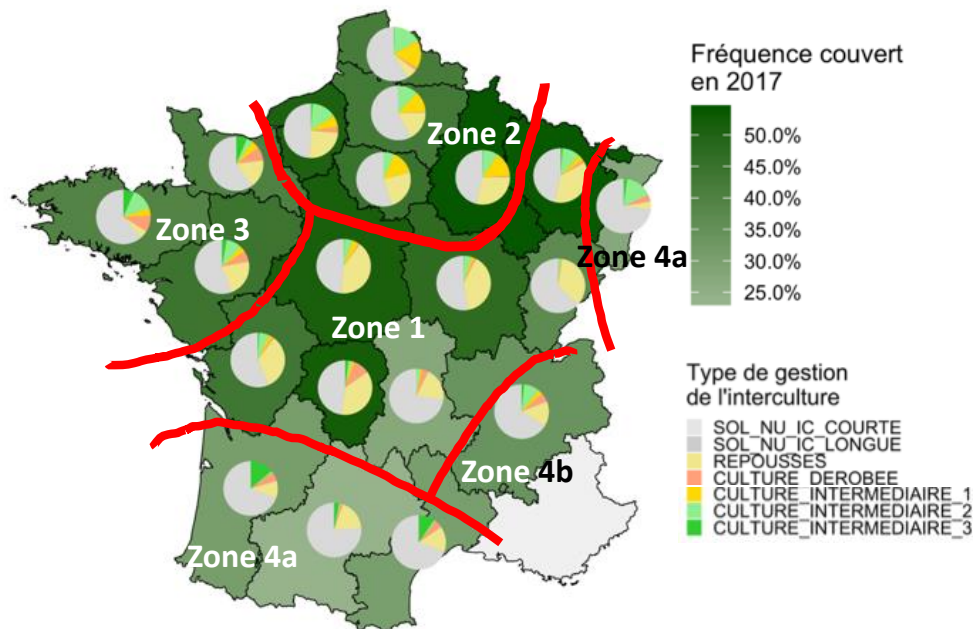 Zone 2
Zone 3
Zone 4a
Zone 1
Zone 4b
Zone 4a
Fréquence couvert
en 2017
50.0%
45.0%
40.0%
35.0%
30.0%
25.0%
Type de gestion
de l'interculture
SOL_NU_IC_COURTE
SOL_NU_IC_LONGUE
REPOUSSES
CULTURE_DEROBEE
CULTURE_INTERMEDIAIRE_1
CULTURE_INTERMEDIAIRE_2
CULTURE_INTERMEDIAIRE_3